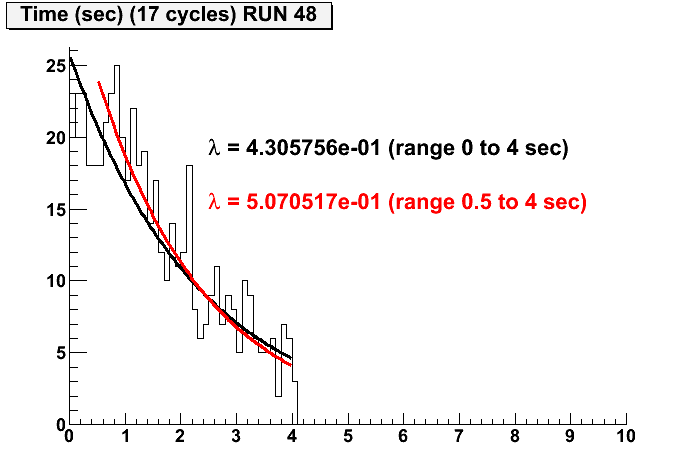 Time (sec) (17 cycles) RUN 48
25
20
λ = 4.305756e-01 (range 0 to 4 sec)
15
λ = 5.070517e-01 (range 0.5 to 4 sec)
10
5
0
0 1 2 3 4 5 6 7 8 9 10